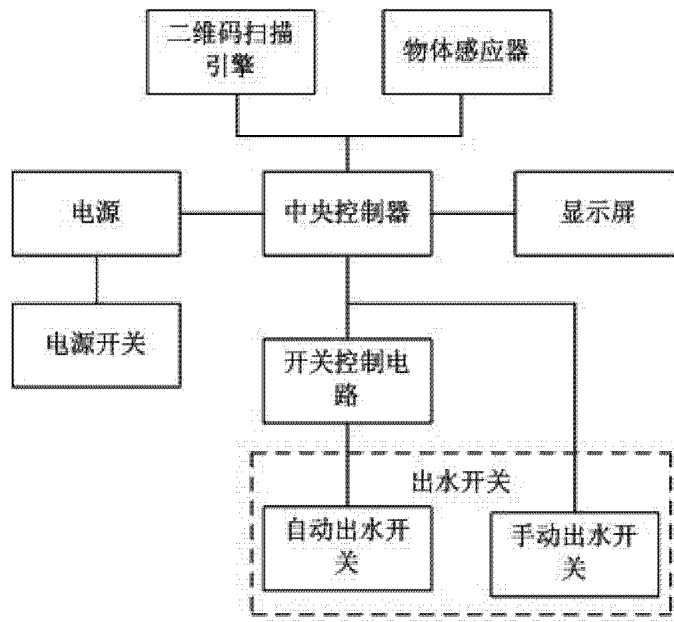 二维码扫描
引擎
物体感应器
电源
中央控制器
显示屏
电源开关
开关控制电
路
出水开关
自动出水开
关
手动出水开
关